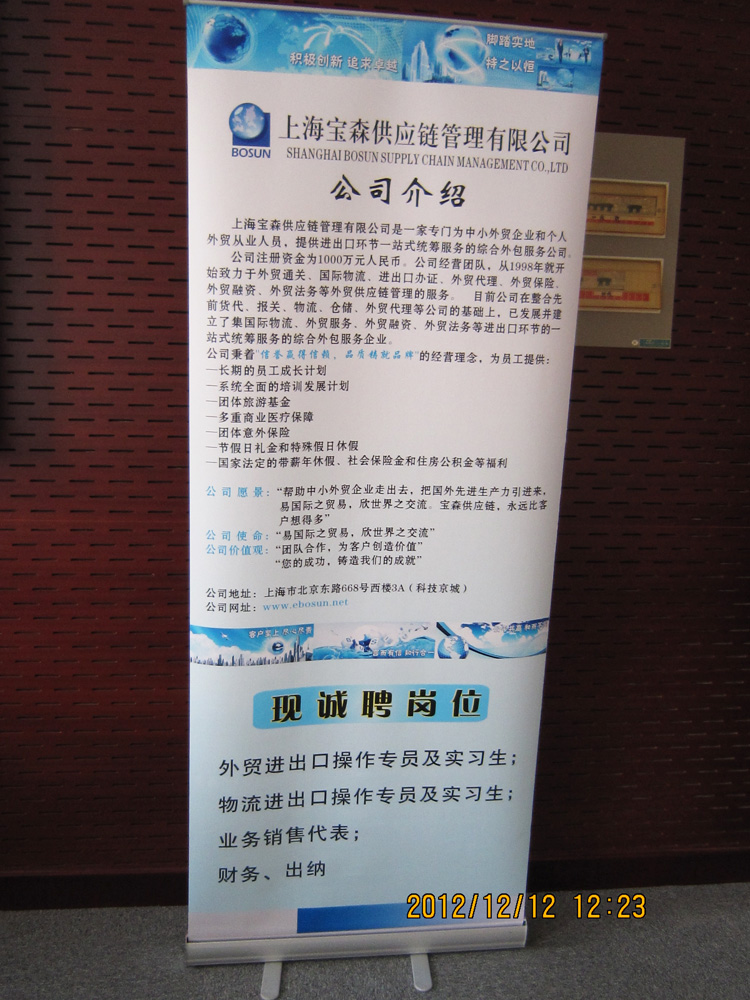 积极创新 追求卓越
脚踏实地
持之以恒
BOSUN
上海宝森供应链管理有限公司
SHANGHAI BOSUN SUPPLY CHAIN MANAGEMENT CO.,LTD
公司介绍
上海宝森供应链管理有限公司是一家专门为中小外贸企业和个人
外贸从业人员，提供进出口环节一站式统筹服务的综合外包服务公司。
公司注册资金为1000万元人民币。公司经营团队，从1998年就开
始致力于外贸通关、国际物流、进出口办证、外贸代理、外贸保险、
外贸融资、外贸法务等外贸供应链管理的服务。 目前公司在整合先
前货代、报关、物流、仓储、外贸代理等公司的基础上，已发展并建
立了集国际物流、外贸服务、外贸融资、外贸法务等进出口环节的一
站式统筹服务的综合外包服务企业。
公司秉着"信誉赢得信赖，品质铸就品牌"的经营理念，为员工提供：
—长期的员工成长计划
—系统全面的培训发展计划
—团体旅游基金
—多重商业医疗保障
—团体意外保险
—节假日礼金和特殊假日休假
—国家法定的带薪年休假、社会保险金和住房公积金等福利
公司愿景：“帮助中小外贸企业走出去，把国外先进生产力引进来，
易国际之贸易，欣世界之交流。宝森供应链，永远比客
户想得多”
公司使命：“易国际之贸易，欣世界之交流”
公司价值观：“团队合作，为客户创造价值”
“您的成功，铸造我们的成就”
公司地址：上海市北京东路668号西楼3A（科技京城）
公司网址：www.ebosun.net
客户至上 尽心尽责
现诚聘岗位
外贸进出口操作专员及实习生；
物流进出口操作专员及实习生；
业务销售代表；
财务、出纳
2012/12/12 12:23